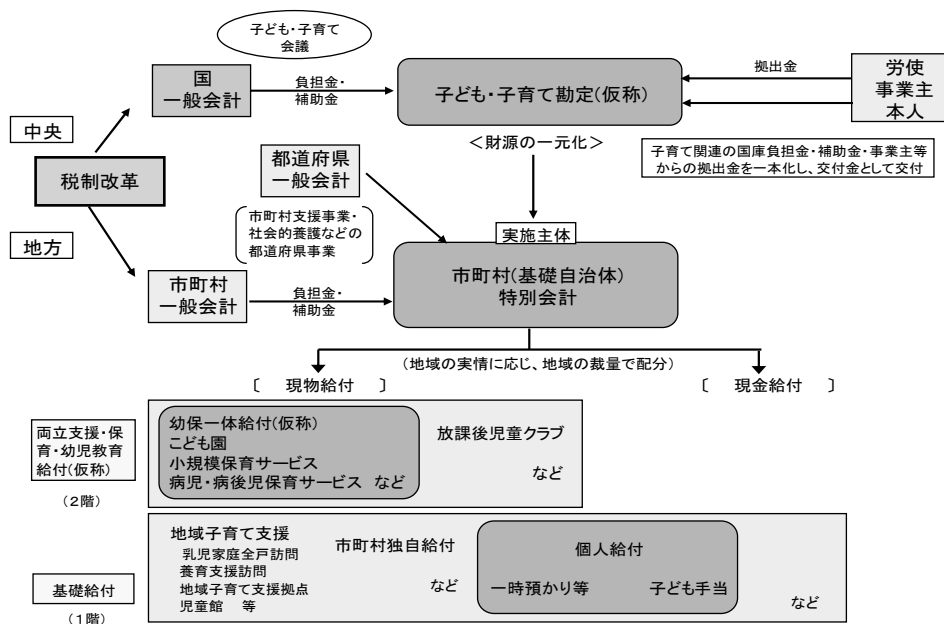 子ども・子育て
会議
国
一般会計
負担金・
補助金
子ども・子育て勘定(仮称)
拠出金
労使
事業主
本人
中央
税制改革
地方
都道府県
一般会計
<財源の一元化>
子育て関連の国庫負担金・補助金・事業主等
からの拠出金を一本化し、交付金として交付
市町村支援事業・
社会的養護などの
都道府県事業
実施主体
市町村(基礎自治体)
特別会計
市町村
一般会計
負担金・
補助金
(地域の実情に応じ、地域の裁量で配分)
〔 現物給付 〕
〔 現金給付 〕
両立支援・保
育・幼児教育
給付(仮称)
(2階)
幼保一体給付(仮称)
こども園
小規模保育サービス
病児・病後児保育サービス など
放課後児童クラブ
など
基礎給付
(1階)
地域子育て支援
乳児家庭全戸訪問
養育支援訪問
地域子育て支援拠点
児童館 等
市町村独自給付
など
個人給付
一時預かり等 子ども手当
など